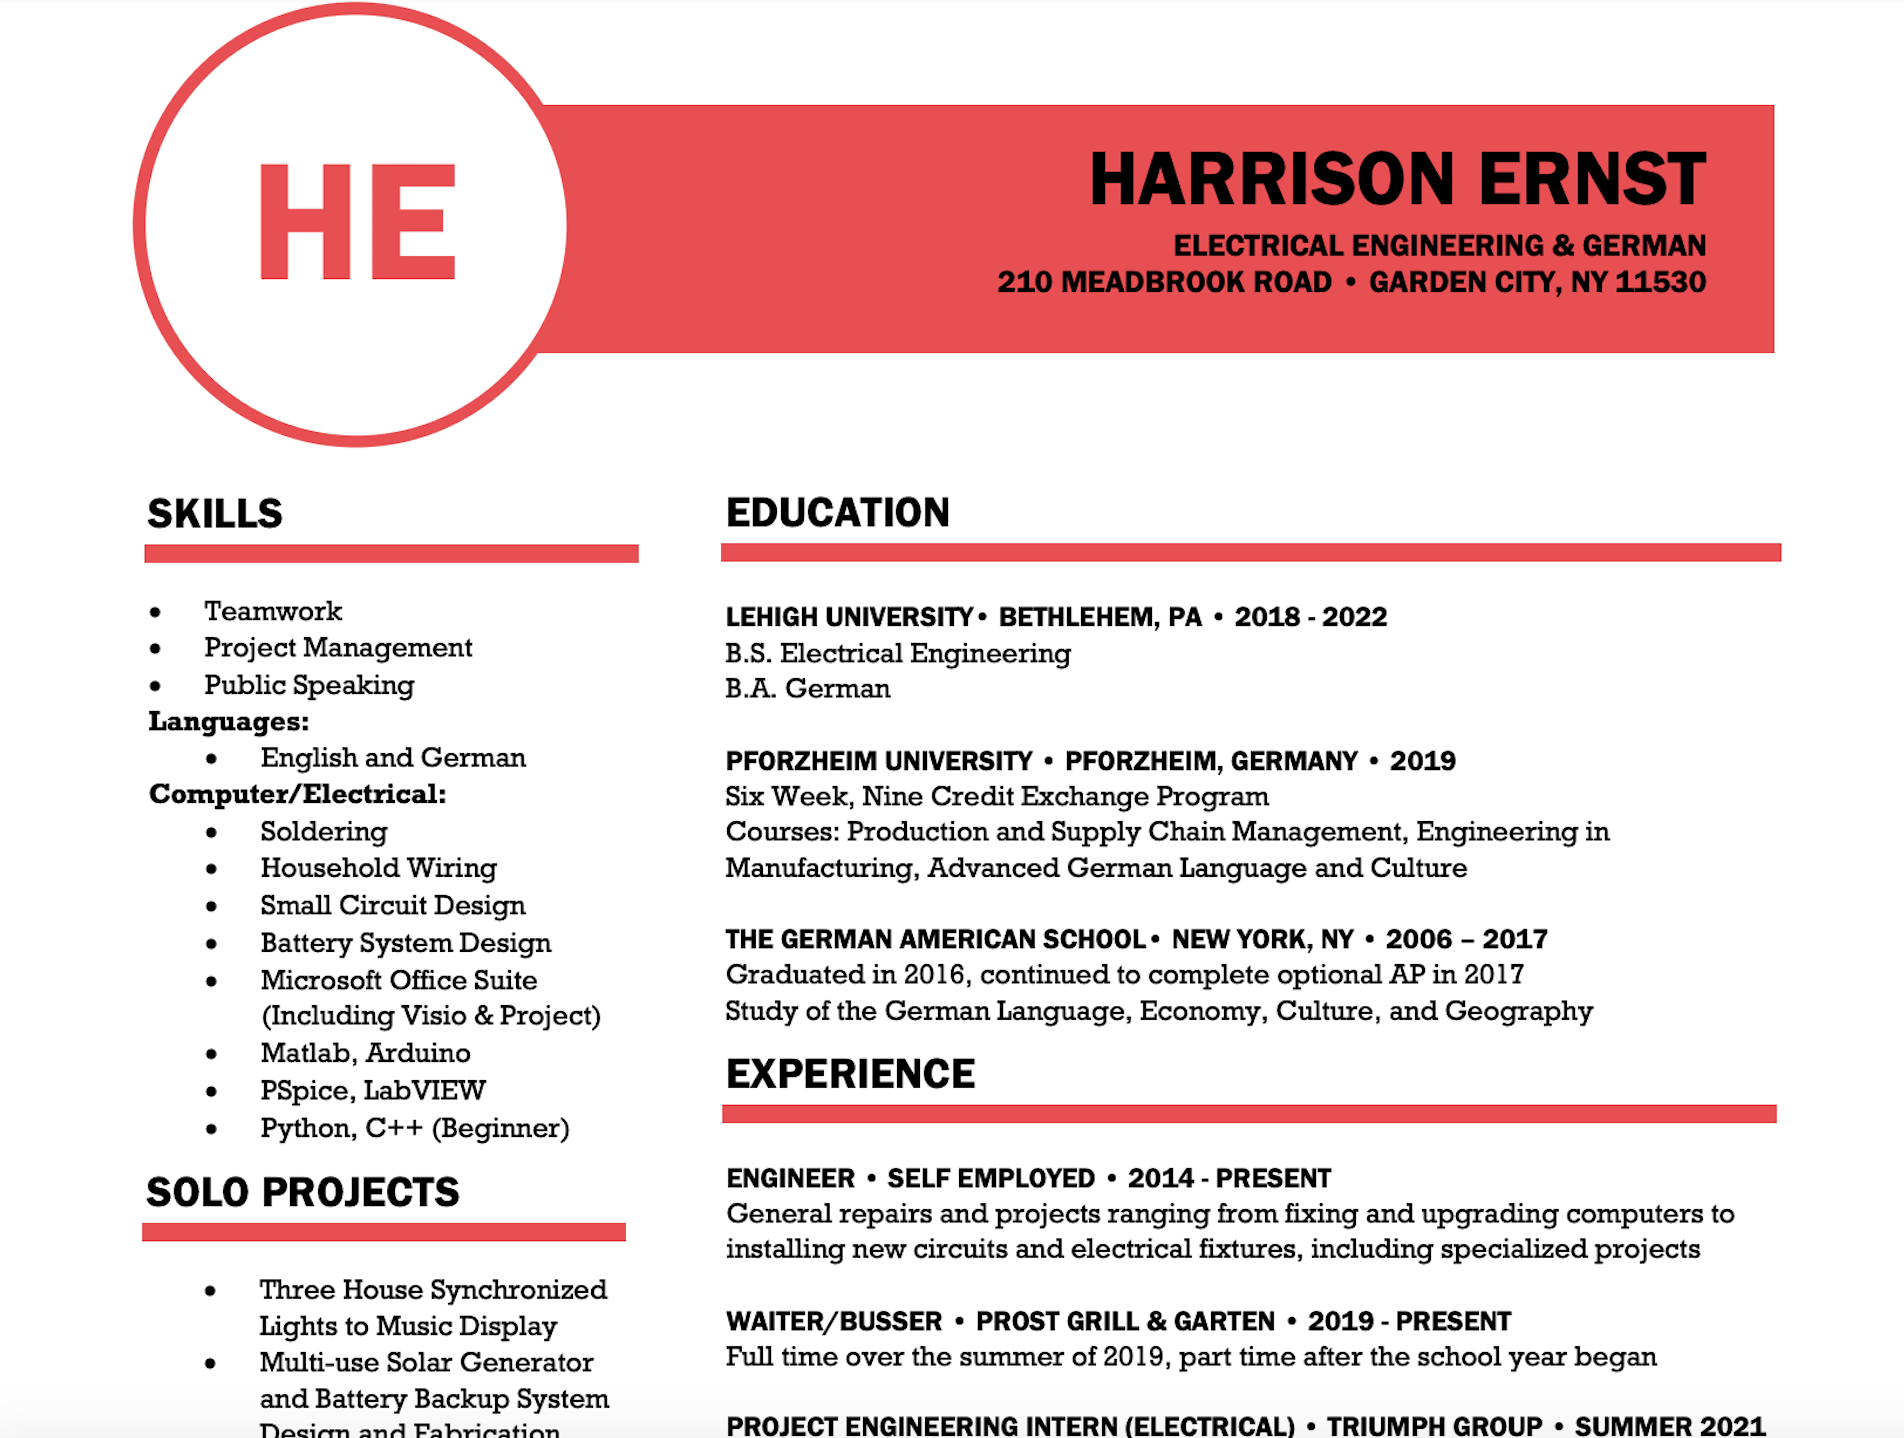 HE
HARRISON ERNST
ELECTRICAL ENGINEERING & GERMAN
210 MEADBROOK ROAD • GARDEN CITY, NY 11530
SKILLS
• Teamwork
• Project Management
• Public Speaking
Languages:
• English and German
Computer/Electrical:
• Soldering
• Household Wiring
• Small Circuit Design
• Battery System Design
• Microsoft Office Suite
(Including Visio & Project)
• Matlab, Arduino
• PSpice, LabVIEW
• Python, C++ (Beginner)
SOLO PROJECTS
• Three House Synchronized
Lights to Music Display
• Multi-use Solar Generator
and Battery Backup System
Design and Fabrication
EDUCATION
LEHIGH UNIVERSITY• BETHLEHEM, PA • 2018 - 2022
B.S. Electrical Engineering
B.A. German
PFORZHEIM UNIVERSITY • PFORZHEIM, GERMANY • 2019
Six Week, Nine Credit Exchange Program
Courses: Production and Supply Chain Management, Engineering in
Manufacturing, Advanced German Language and Culture
THE GERMAN AMERICAN SCHOOL• NEW YORK, NY • 2006 – 2017
Graduated in 2016, continued to complete optional AP in 2017
Study of the German Language, Economy, Culture, and Geography
EXPERIENCE
ENGINEER • SELF EMPLOYED • 2014 - PRESENT
General repairs and projects ranging from fixing and upgrading computers to
installing new circuits and electrical fixtures, including specialized projects
WAITER/BUSSER • PROST GRILL & GARTEN • 2019 - PRESENT
Full time over the summer of 2019, part time after the school year began
PROJECT ENGINEERING INTERN (ELECTRICAL) • TRIUMPH GROUP • SUMMER 2021